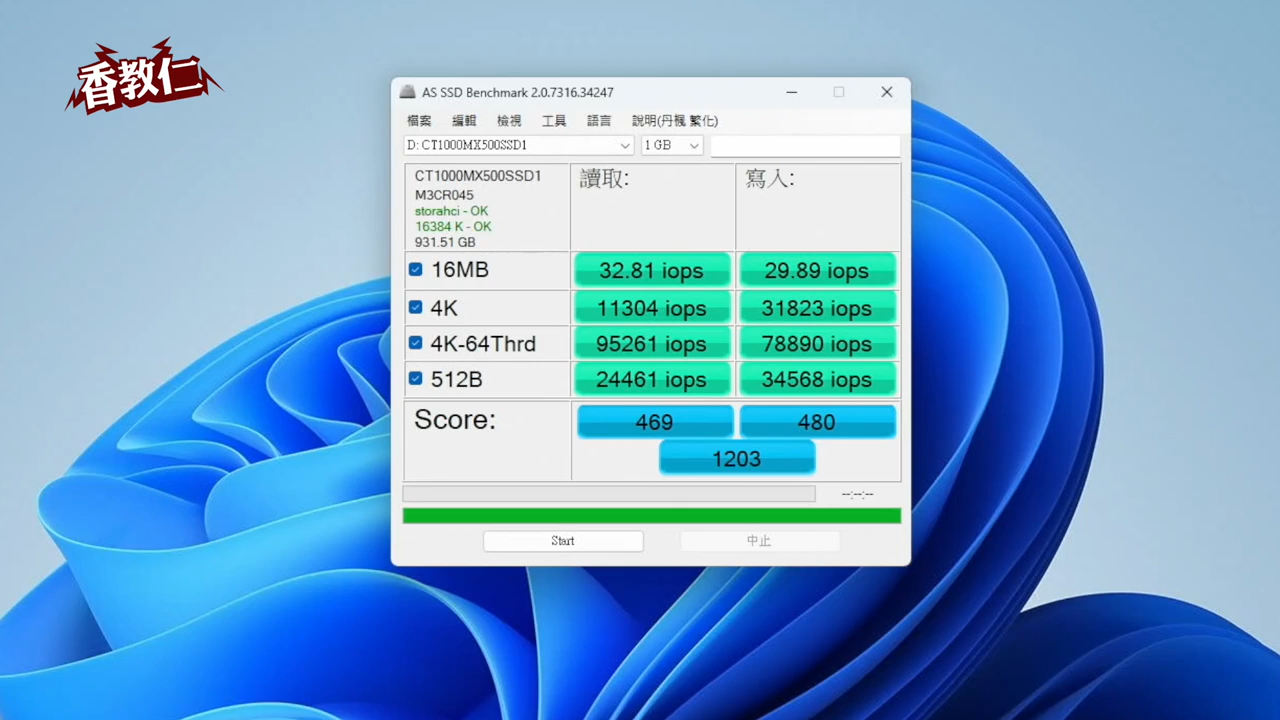 香教仁
AS SSD Benchmark 2.0.7316.34247
檔案 編輯 檢視 工具 語言 說明(丹楓 繁化)
D: CT1000MX500SSD1 1 GB
CT1000MX500SSD1
M3CR045
storahci - OK
16384 K - OK
931.51 GB
讀取: 寫入:
16MB 32.81 iops 29.89 iops
4K 11304 iops 31823 iops
4K-64Thrd 95261 iops 78890 iops
512B 24461 iops 34568 iops
Score: 469 480
1203
--:--:--
Start 中止